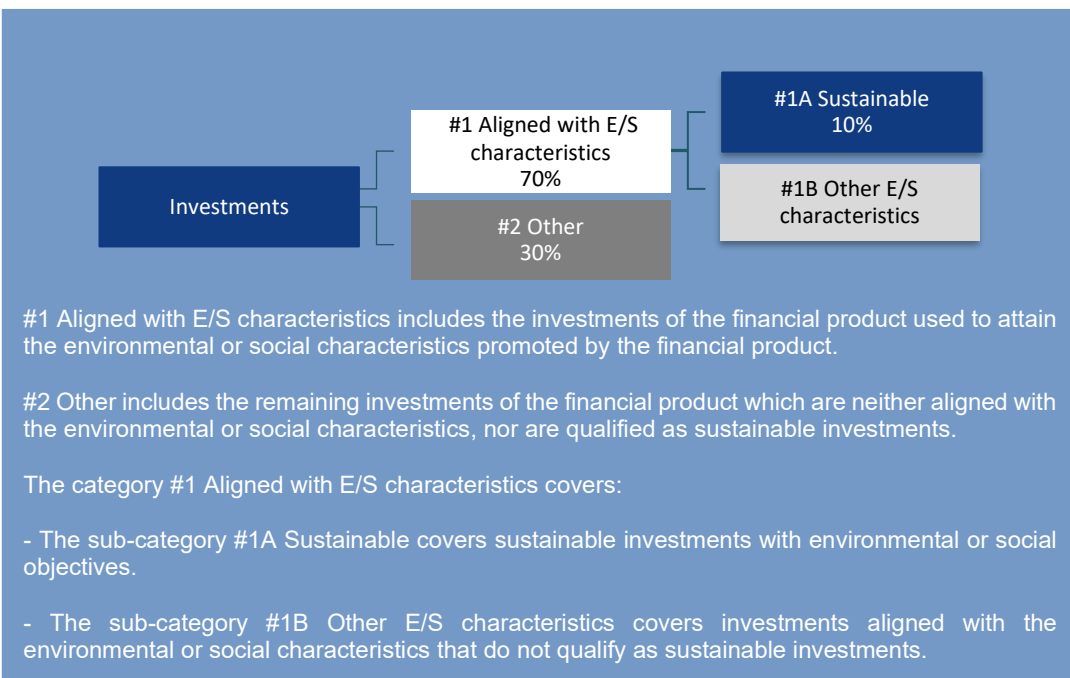 #1A Sustainable
10%
#1 Aligned with E/S
characteristics
70%
#1B Other E/S
characteristics
Investments
#2 Other
30%
#1 Aligned with E/S characteristics includes the investments of the financial product used to attain
the environmental or social characteristics promoted by the financial product.
#2 Other includes the remaining investments of the financial product which are neither aligned with
the environmental or social characteristics, nor are qualified as sustainable investments.
The category #1 Aligned with E/S characteristics covers:
- The sub-category #1A Sustainable covers sustainable investments with environmental or social
objectives.
- The sub-category #1B Other E/S characteristics covers investments aligned with the
environmental or social characteristics that do not qualify as sustainable investments.